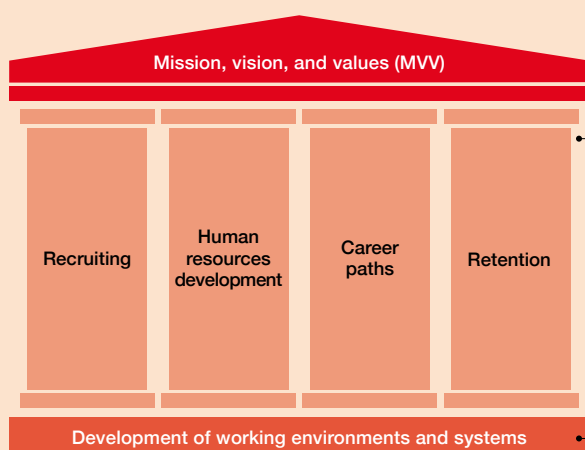 Mission, vision, and values (MVV)
Recruiting
Human
resources
development
Career
paths
Retention
Development of working environments and systems